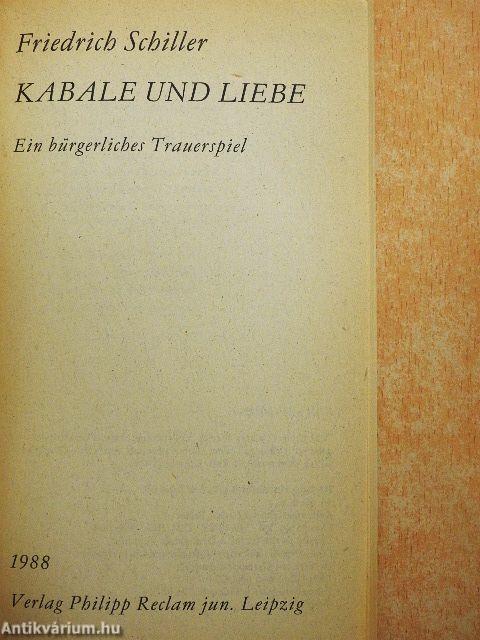 Friedrich Schiller
KABALE UND LIEBE
Ein bürgerliches Trauerspiel
1988
Verlag Philipp Reclam jun. Leipzig
Antikvárium.hu